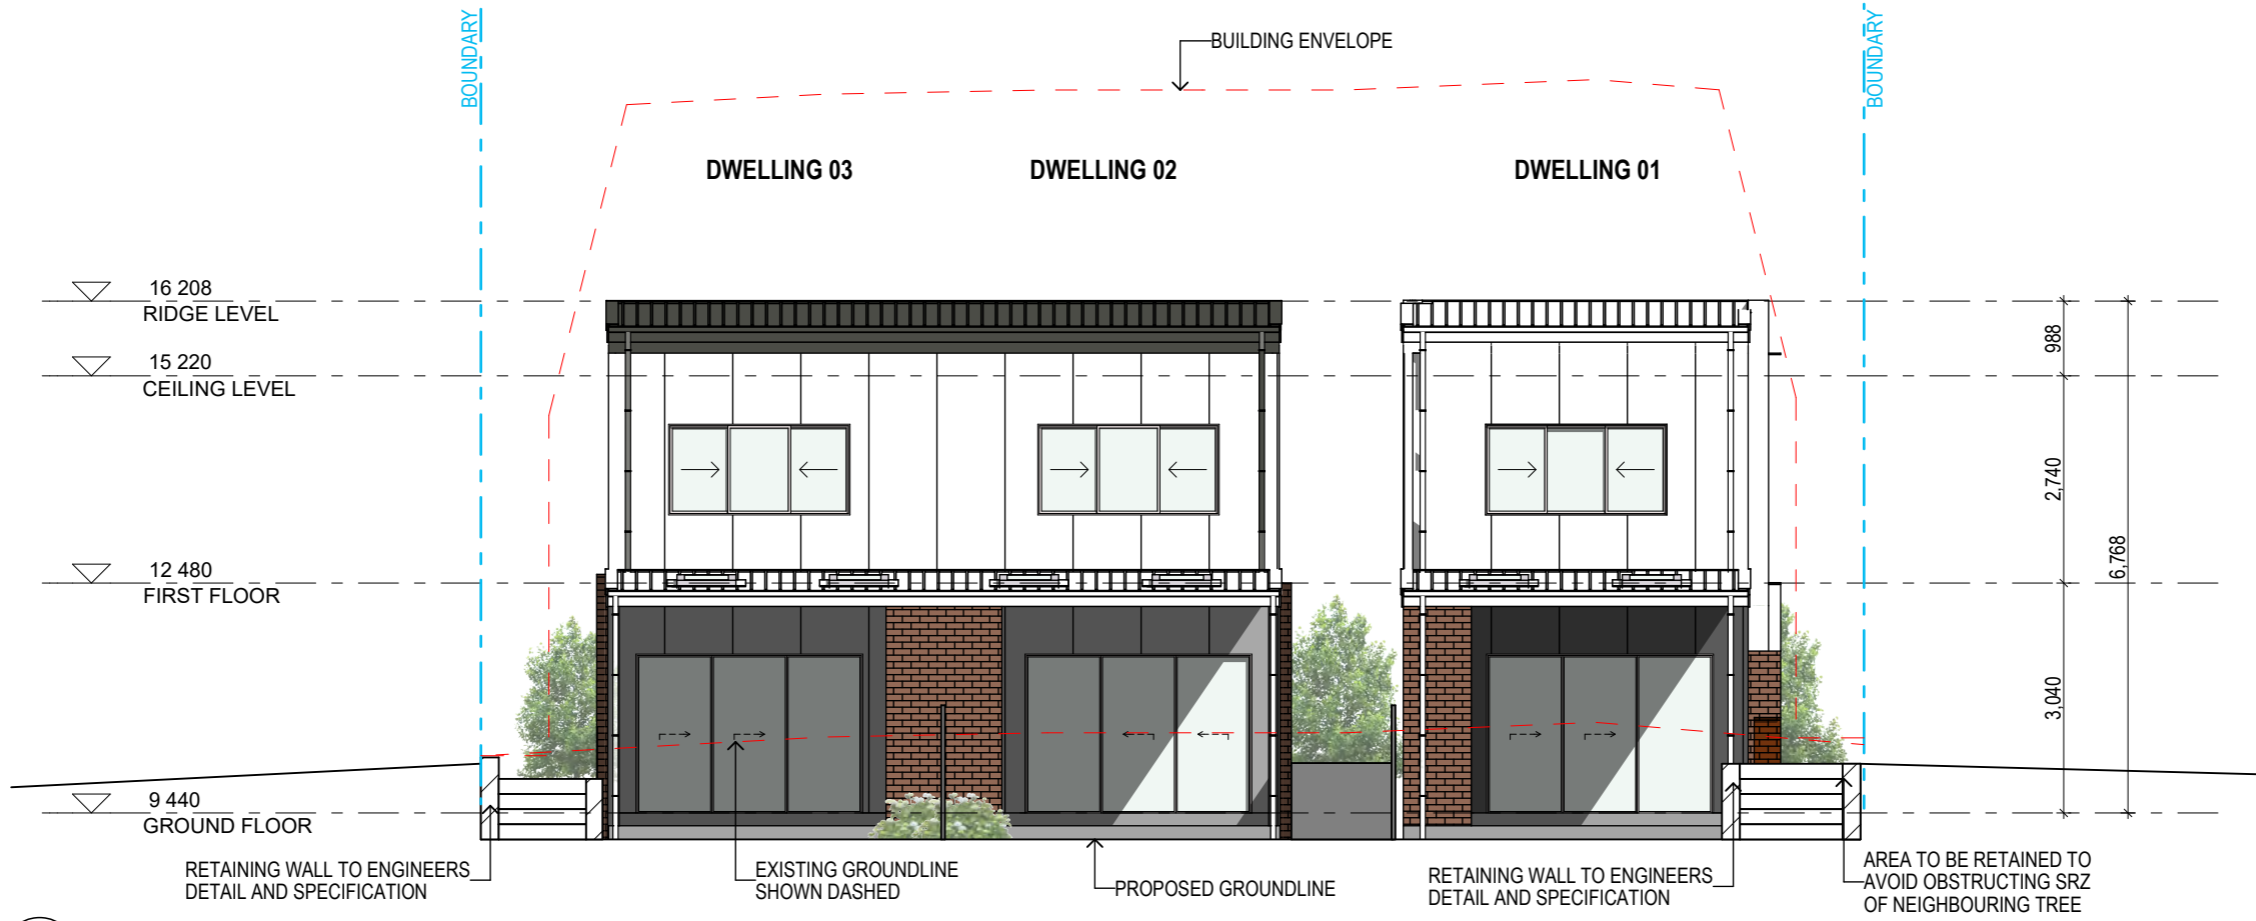 BOUNDARY
BUILDING ENVELOPE
BOUNDARY
DWELLING 03
DWELLING 02
DWELLING 01
16 208
RIDGE LEVEL
15 220
CEILING LEVEL
12 480
FIRST FLOOR
9 440
GROUND FLOOR
988
2,740
3,040
6,768
RETAINING WALL TO ENGINEERS
DETAIL AND SPECIFICATION
EXISTING GROUNDLINE
SHOWN DASHED
PROPOSED GROUNDLINE
RETAINING WALL TO ENGINEERS
DETAIL AND SPECIFICATION
AREA TO BE RETAINED TO
AVOID OBSTRUCTING SRZ
OF NEIGHBOURING TREE